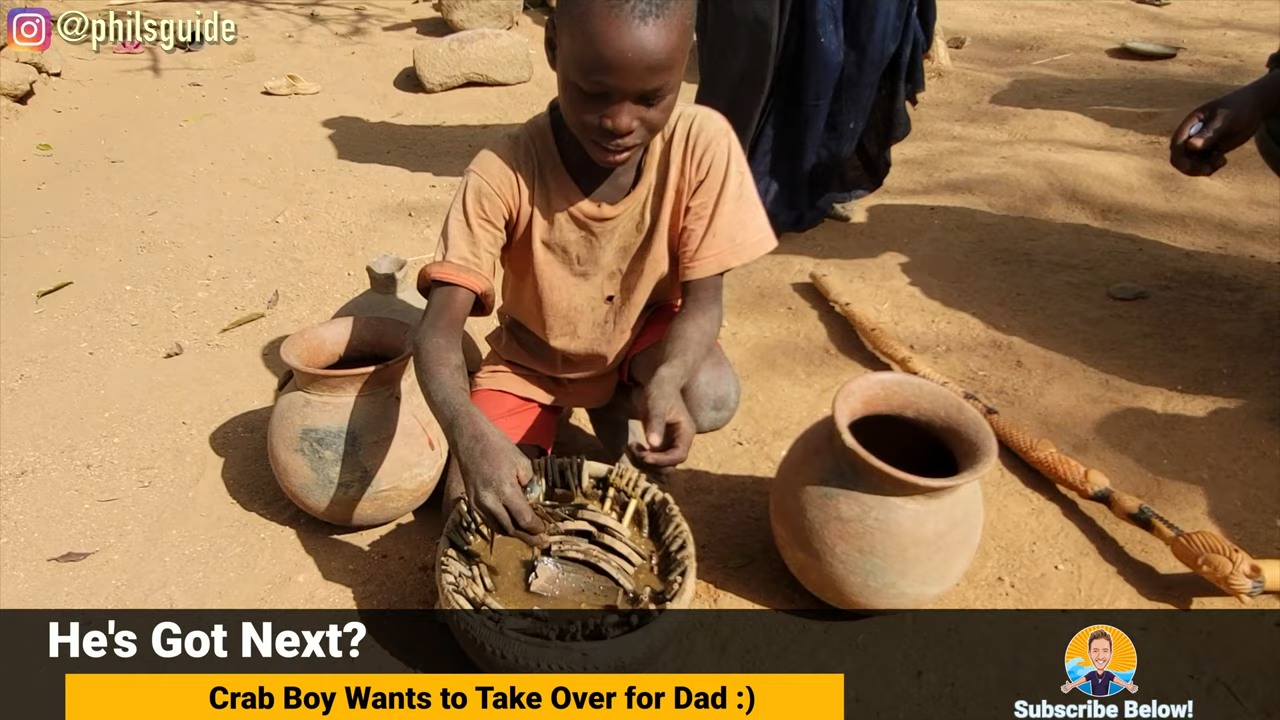 @philsguide
He's Got Next?
Crab Boy Wants to Take Over for Dad :)
Subscribe Below!